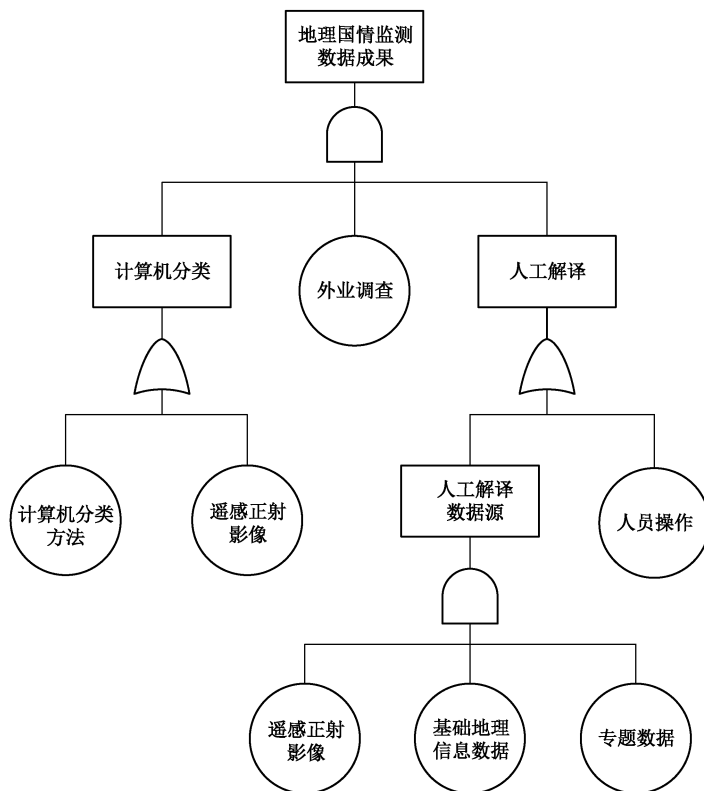 地理国情监测
数据成果
计算机分类
外业调查
人工解译
计算机分类
方法
遥感正射
影像
人工解译
数据源
人员操作
遥感正射
影像
基础地理
信息数据
专题数据